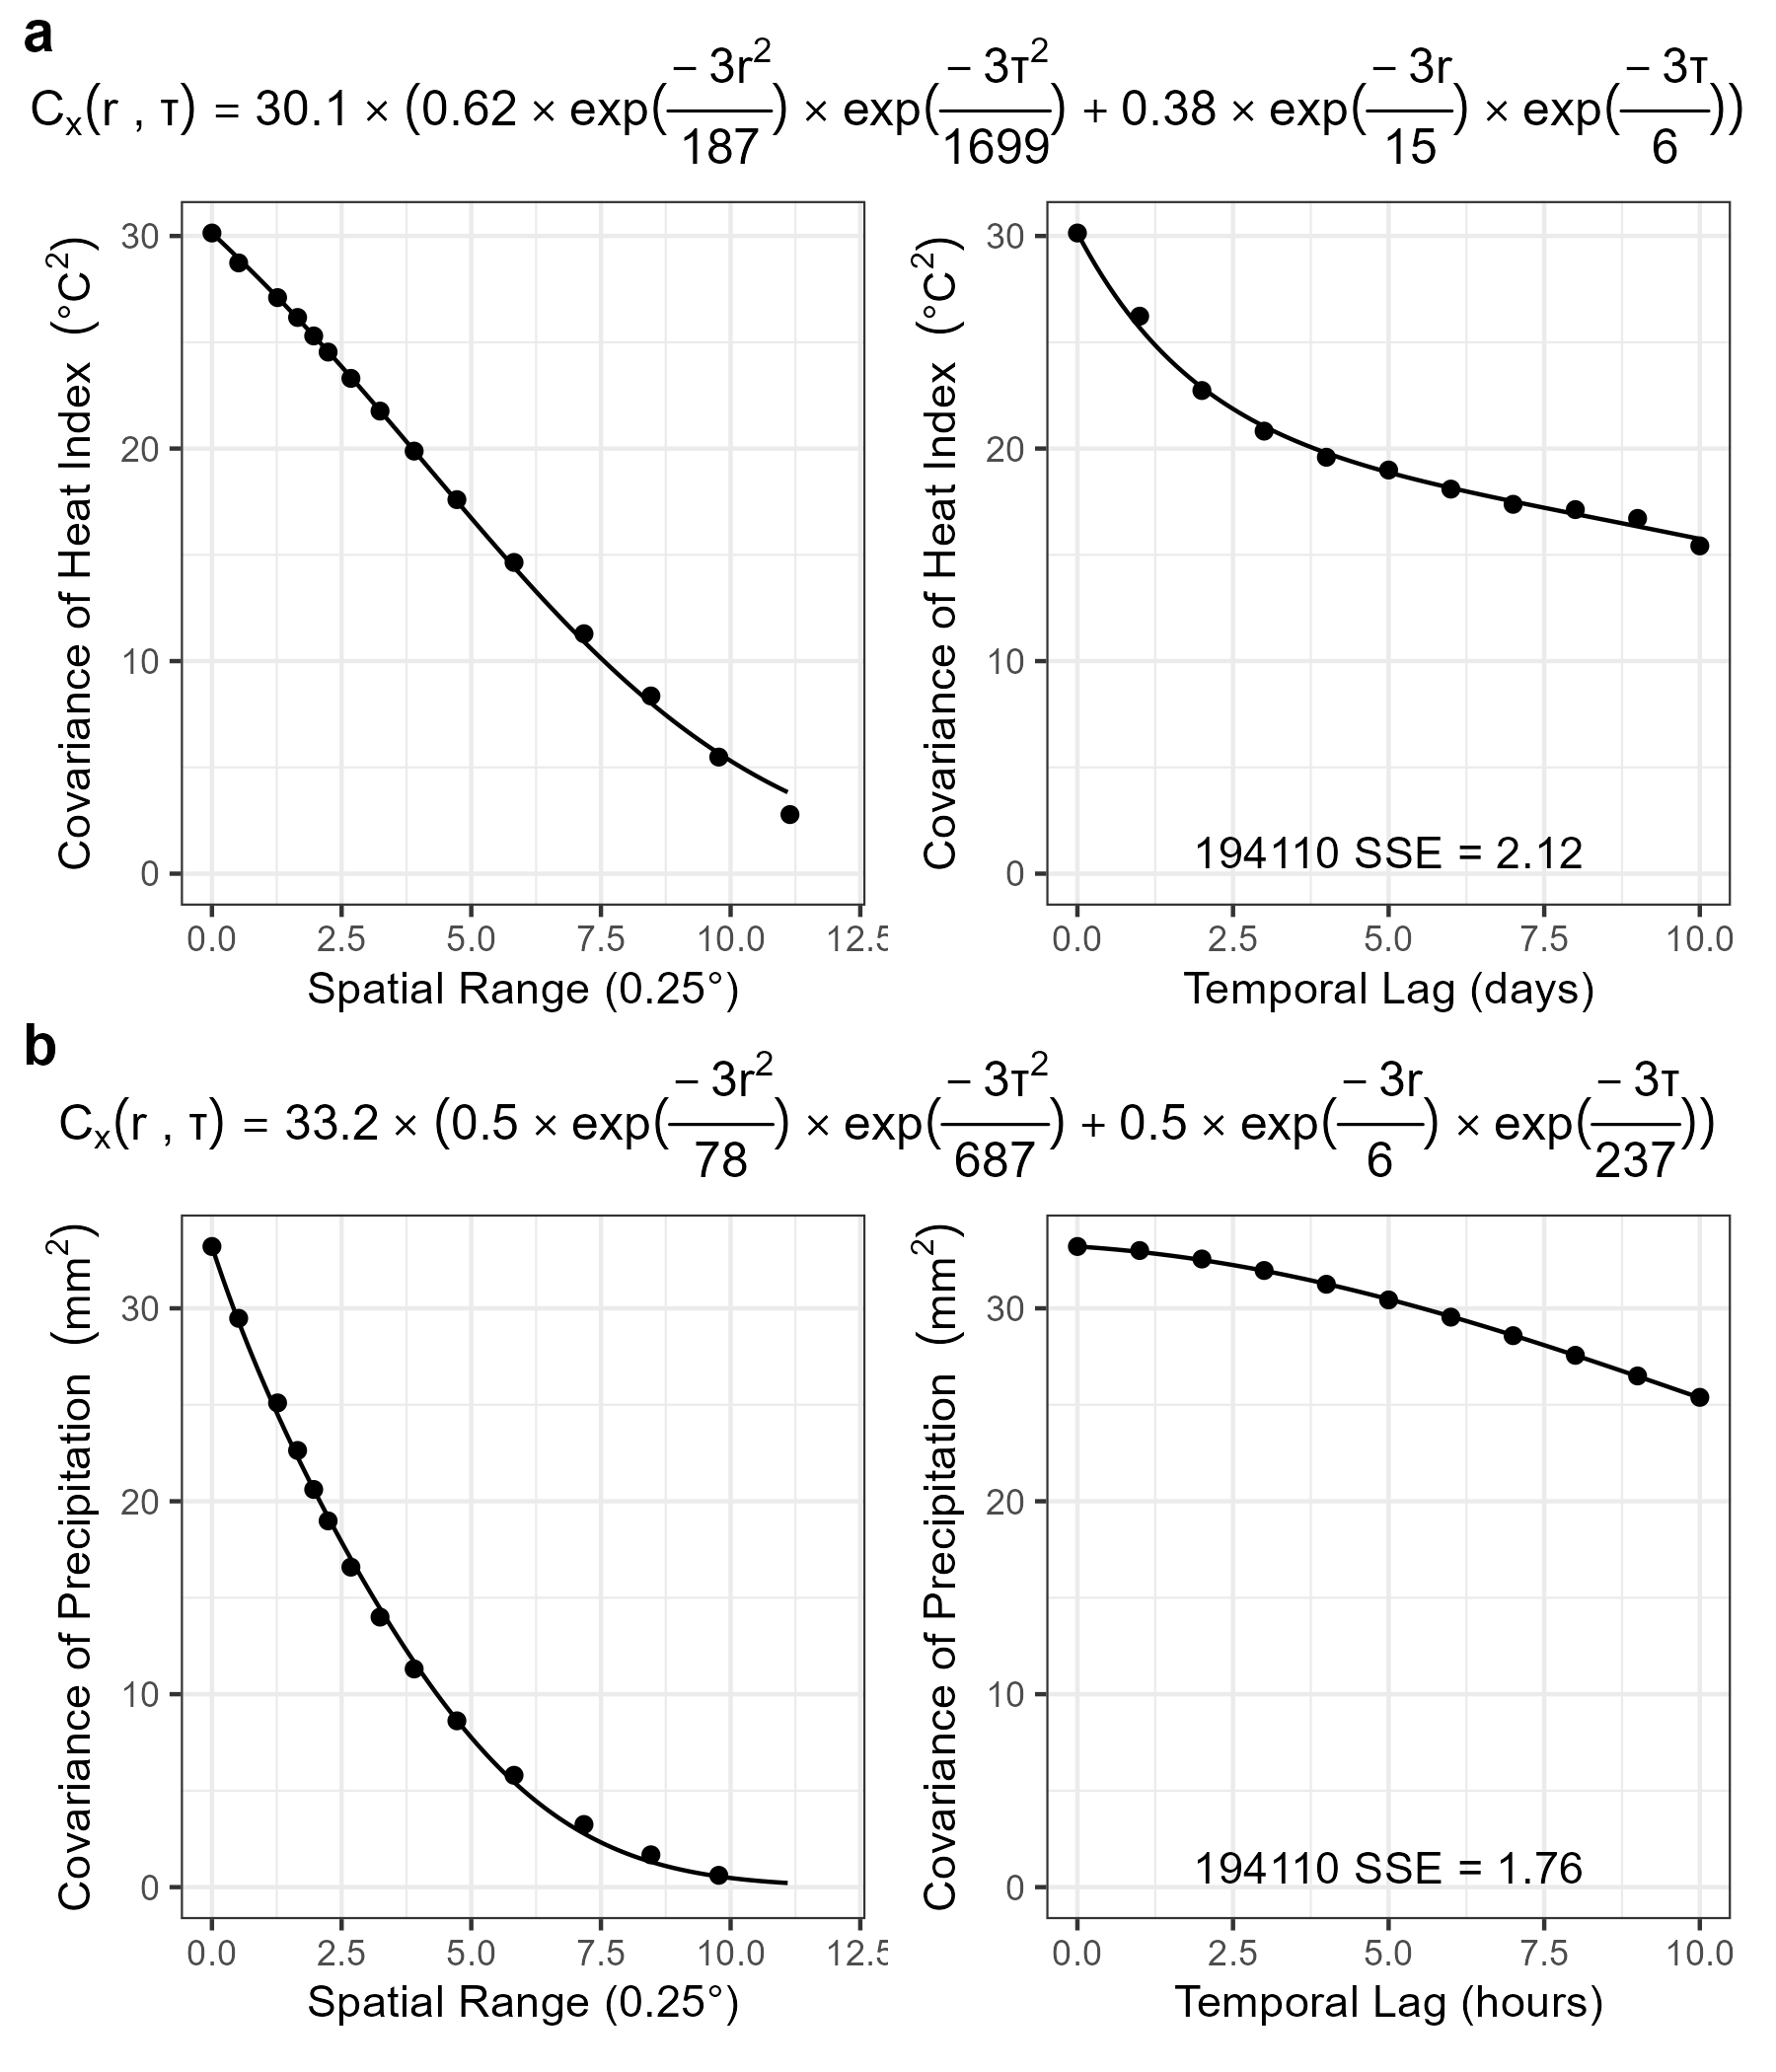 a
Cx(r , τ) = 30.1 × (0.62 × exp(− 3r²/187) × exp(− 3τ²/1699) + 0.38 × exp(− 3r/15) × exp(− 3τ/6))
Covariance of Heat Index (°C²)
30
20
10
0
0.0 2.5 5.0 7.5 10.0 12.5
Spatial Range (0.25°)
Covariance of Heat Index (°C²)
30
20
10
0
194110 SSE = 2.12
0.0 2.5 5.0 7.5 10.0
Temporal Lag (days)
b
Cx(r , τ) = 33.2 × (0.5 × exp(− 3r²/78) × exp(− 3τ²/687) + 0.5 × exp(− 3r/6) × exp(− 3τ/237))
Covariance of Precipitation (mm²)
30
20
10
0
0.0 2.5 5.0 7.5 10.0 12.5
Spatial Range (0.25°)
Covariance of Precipitation (mm²)
30
20
10
0
194110 SSE = 1.76
0.0 2.5 5.0 7.5 10.0
Temporal Lag (hours)